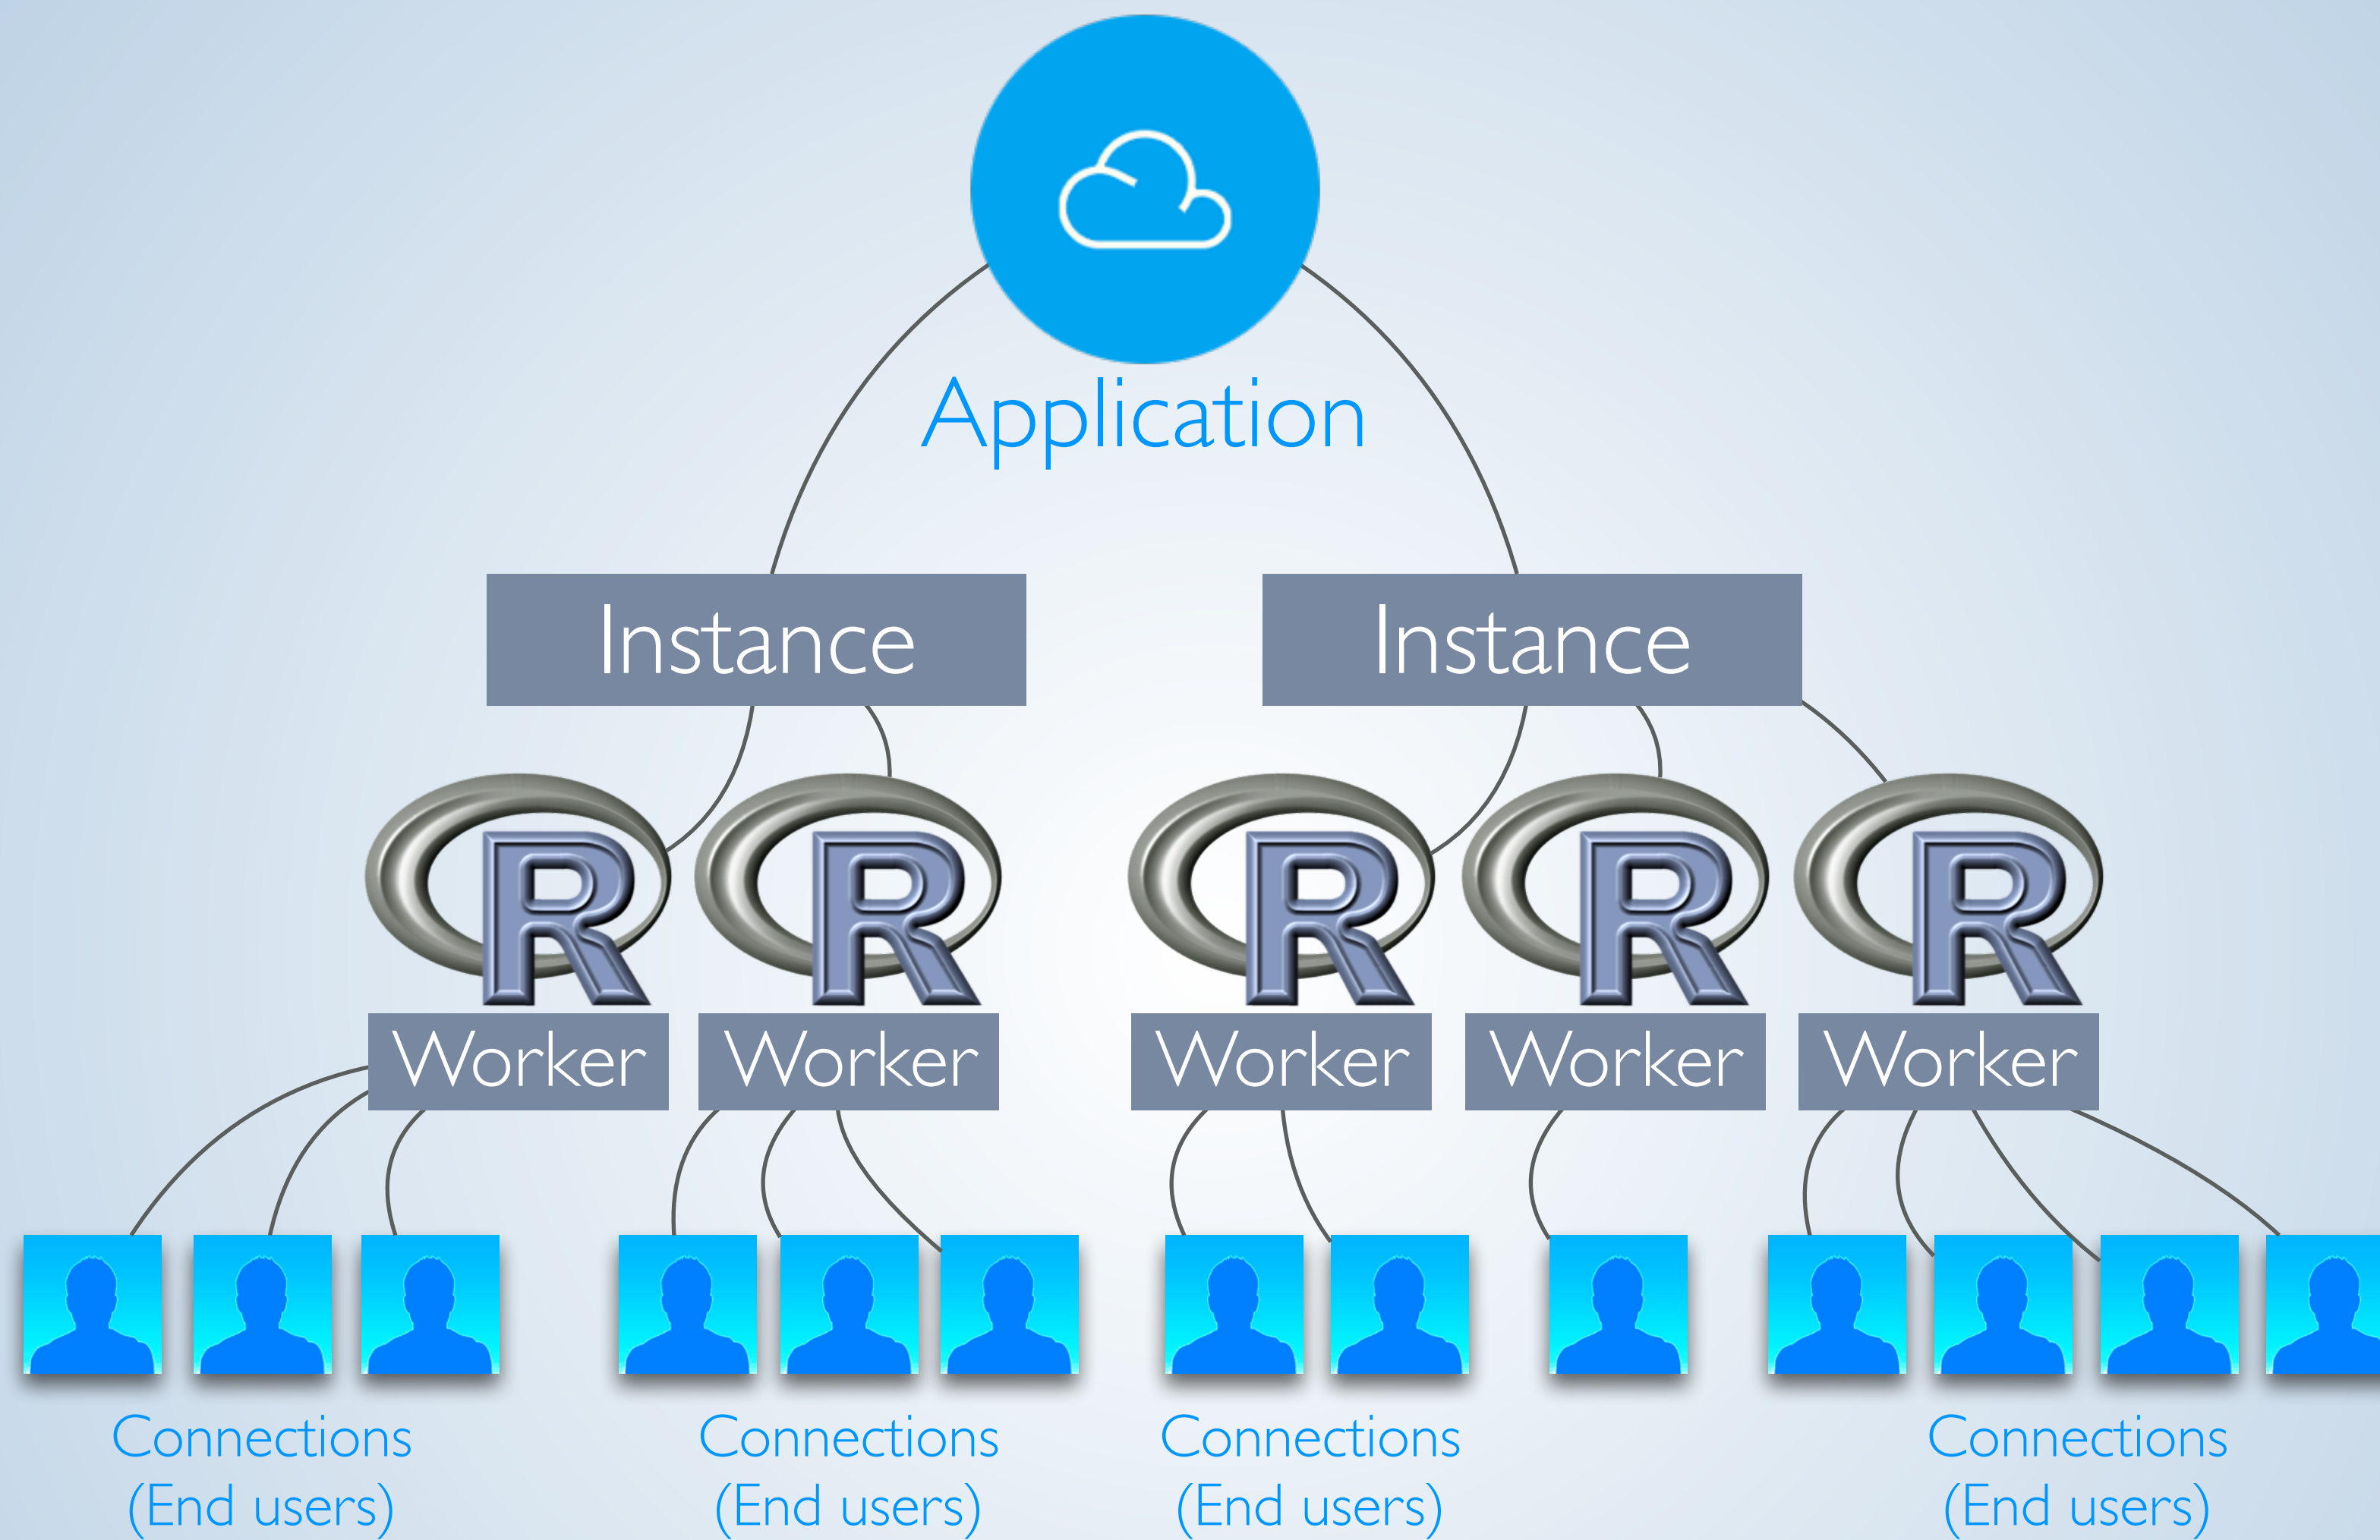 Application
Instance
Instance
R
R
R
R
R
Worker
Worker
Worker
Worker
Worker
Connections
(End users)
Connections
(End users)
Connections
(End users)
Connections
(End users)